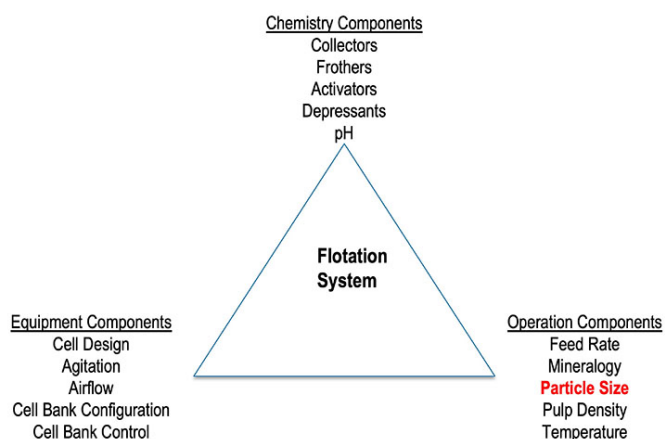 Chemistry Components
Collectors
Frothers
Activators
Depressants
pH
Flotation
System
Equipment Components
Cell Design
Agitation
Airflow
Cell Bank Configuration
Cell Bank Control
Operation Components
Feed Rate
Mineralogy
Particle Size
Pulp Density
Temperature